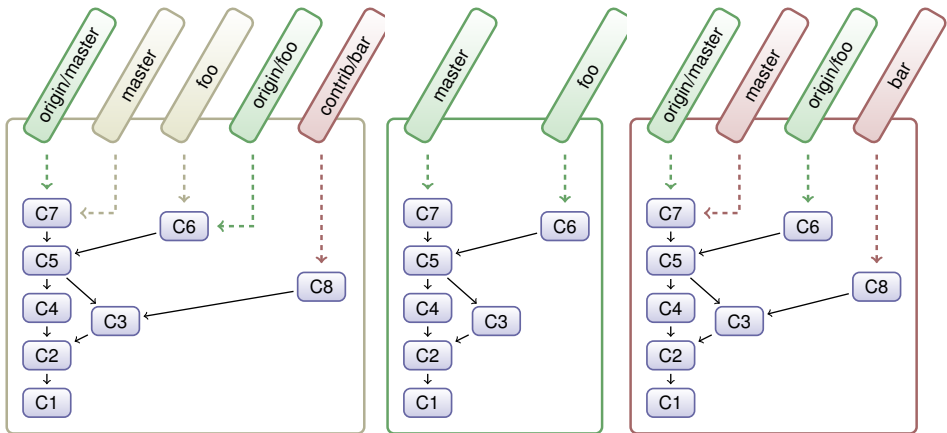 origin/master
master
foo
origin/foo
contrib/bar
C7
C6
C5
C8
C4
C3
C2
C1
master
foo
C7
C6
C5
C4
C3
C2
C1
origin/master
master
origin/foo
bar
C7
C6
C5
C8
C4
C3
C2
C1